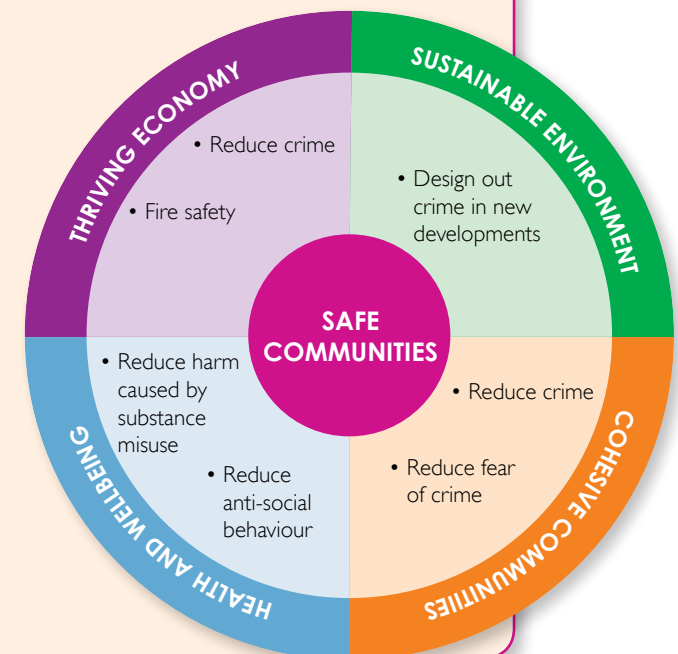 THRIVING ECONOMY
• Reduce crime
• Fire safety
SUSTAINABLE ENVIRONMENT
• Design out
crime in new
developments
SAFE
COMMUNITIES
• Reduce harm
caused by
substance
misuse
• Reduce
anti-social
behaviour
HEALTH AND WELLBEING
• Reduce crime
• Reduce fear
of crime
COHESIVE COMMUNITIIES